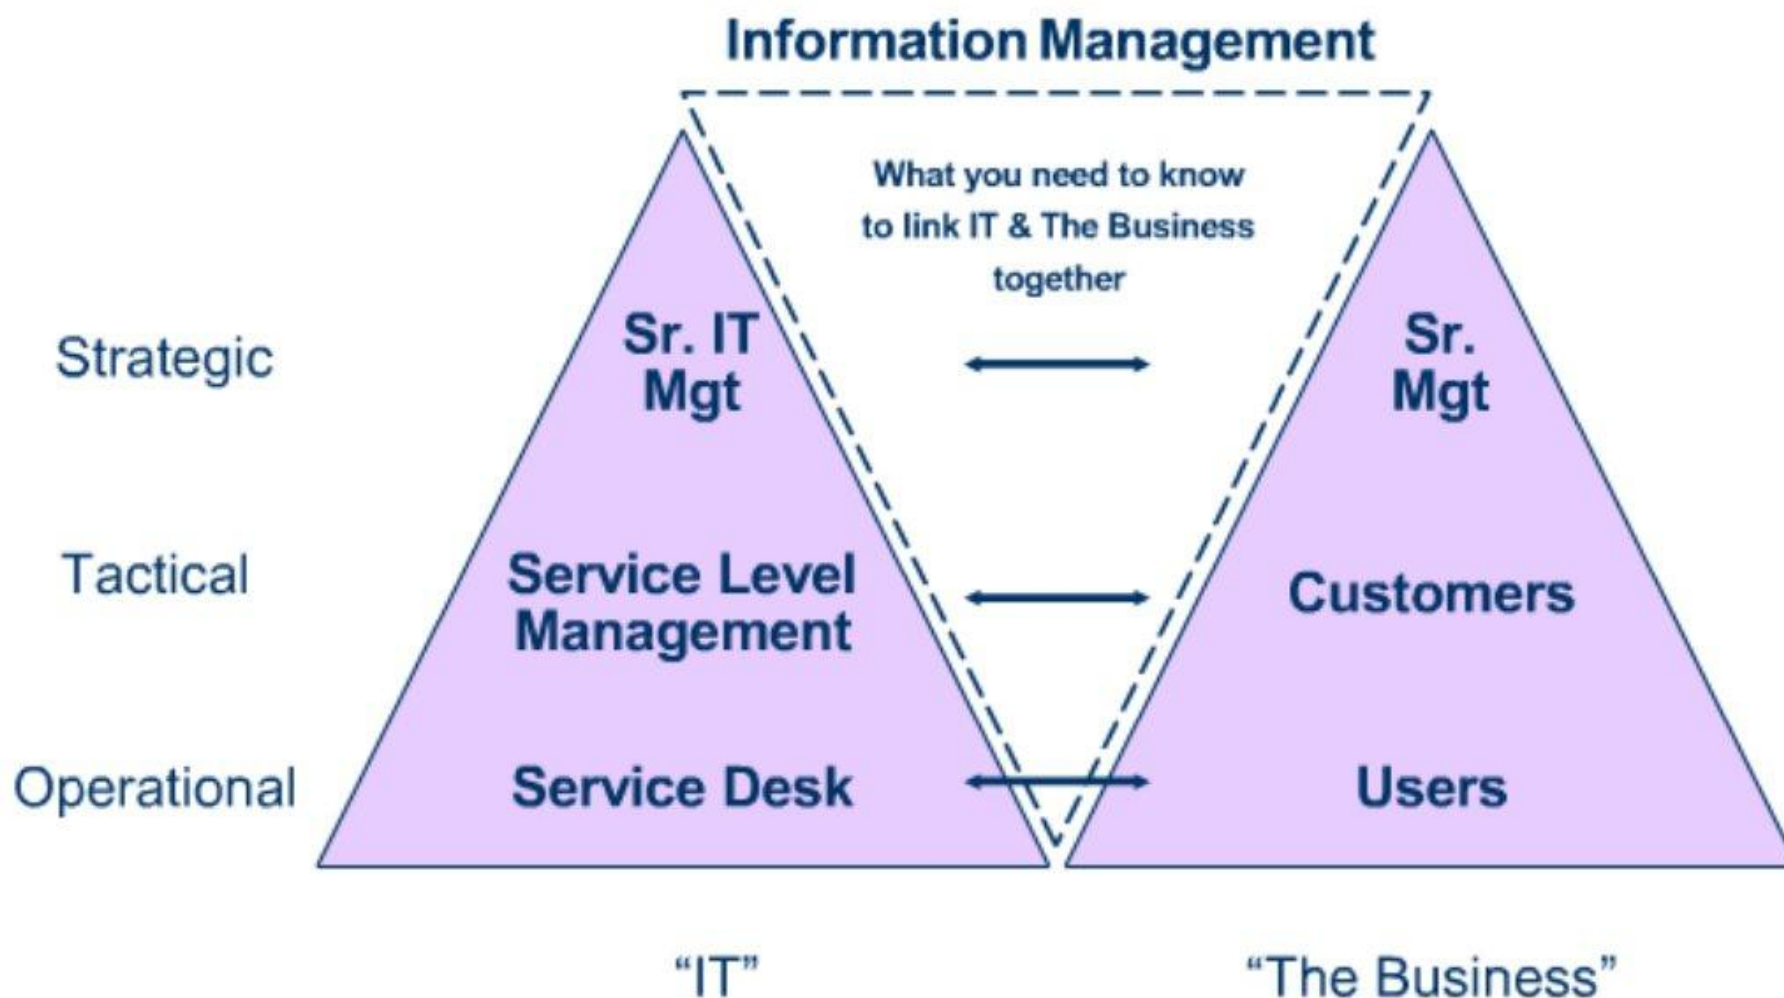 Information Management
What you need to know
to link IT & The Business
together
Strategic
Sr. IT
Mgt
Sr.
Mgt
Tactical
Service Level
Management
Customers
Operational
Service Desk
Users
“IT”
“The Business”